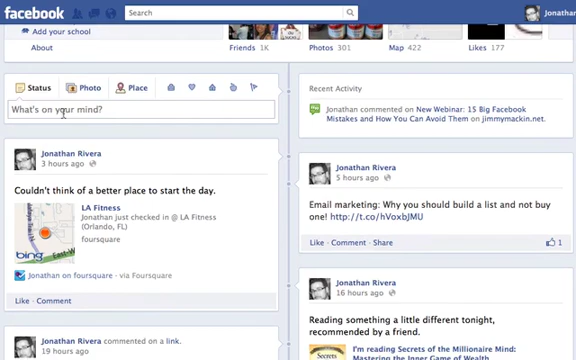 facebook
Search
Jonathan
Add your school
About
Friends 1K
Photos 301
Map 422
Likes 177
Status
Photo
Place
What's on your mind?
Recent Activity
Jonathan commented on New Webinar: 15 Big Facebook
Mistakes and How You Can Avoid Them on jimmymackin.net.
Jonathan Rivera
3 hours ago
Couldn't think of a better place to start the day.
LA Fitness
Jonathan just checked in @ LA Fitness
(Orlando, FL)
foursquare
bing
East-W
Jonathan on foursquare · via Foursquare
Like · Comment
Jonathan Rivera commented on a link.
19 hours ago
Jonathan Rivera
5 hours ago
Email marketing: Why you should build a list and not buy
one! http://t.co/hVoxbJMU
Like · Comment · Share
1
Jonathan Rivera
16 hours ago
Reading something a little different tonight,
recommended by a friend.
Secrets
I'm reading Secrets of the Millionaire Mind:
Mastering the Inner Game of Wealth